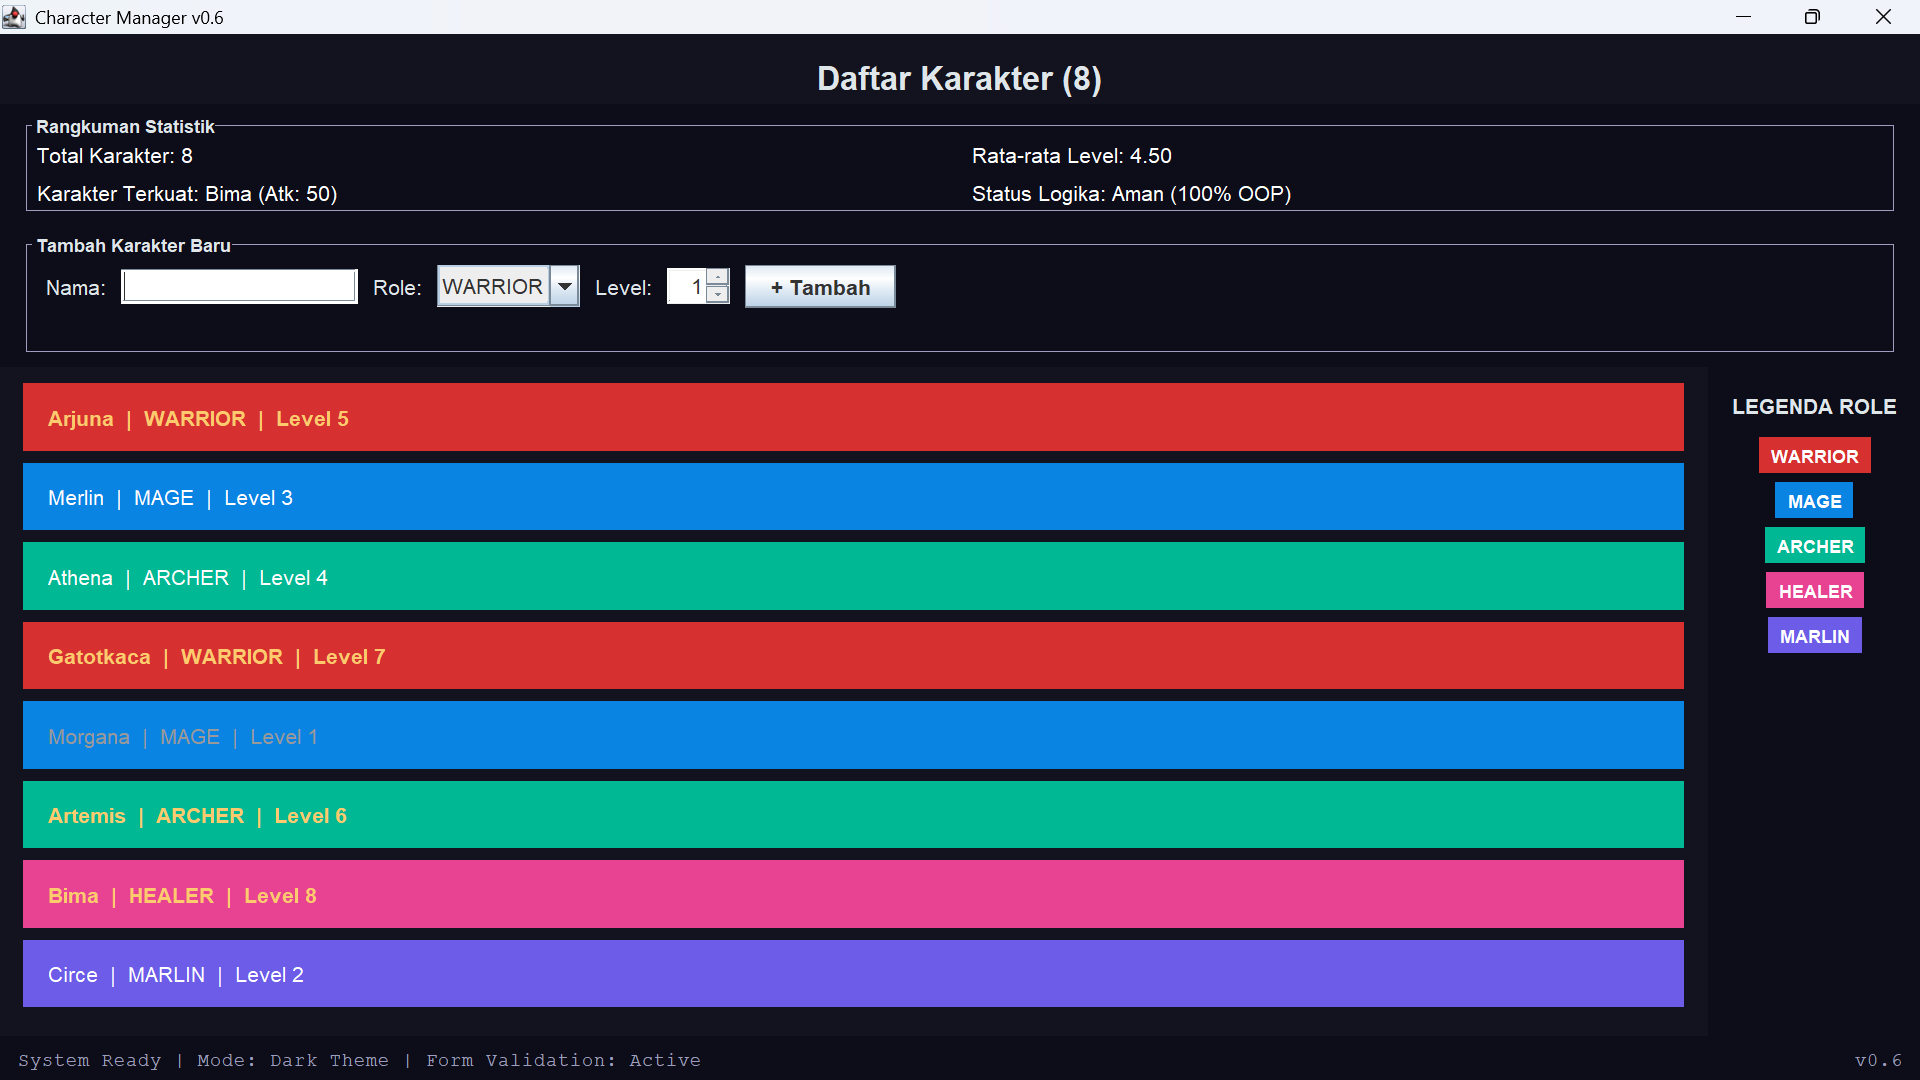 Character Manager v0.6
Daftar Karakter (8)
Rangkuman Statistik
Total Karakter: 8
Rata-rata Level: 4.50
Karakter Terkuat: Bima (Atk: 50)
Status Logika: Aman (100% OOP)
Tambah Karakter Baru
Nama: Role: WARRIOR Level: 1 + Tambah
Arjuna | WARRIOR | Level 5
Merlin | MAGE | Level 3
Athena | ARCHER | Level 4
Gatotkaca | WARRIOR | Level 7
Morgana | MAGE | Level 1
Artemis | ARCHER | Level 6
Bima | HEALER | Level 8
Circe | MARLIN | Level 2
LEGENDA ROLE
WARRIOR
MAGE
ARCHER
HEALER
MARLIN
System Ready | Mode: Dark Theme | Form Validation: Active
v0.6